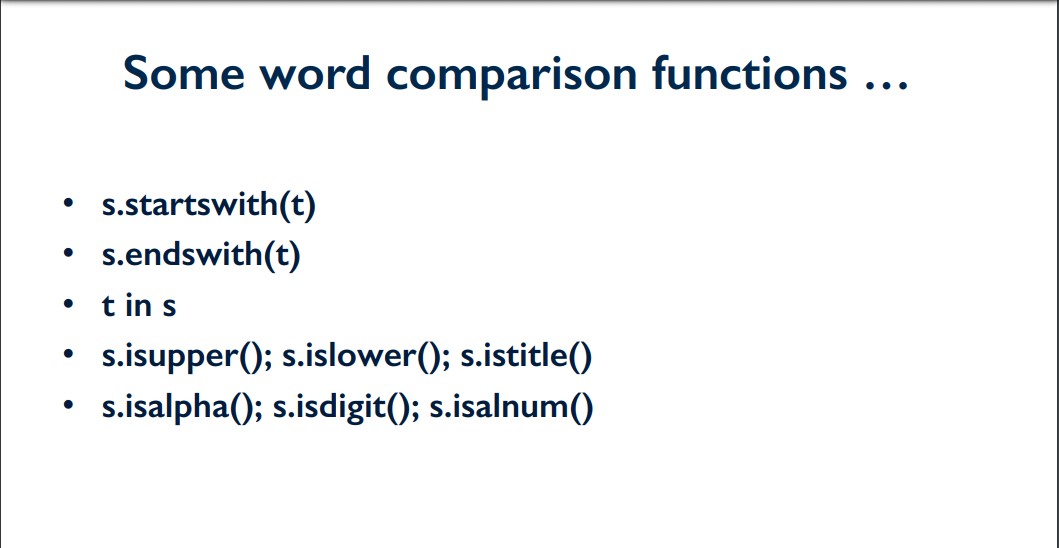 Some word comparison functions …
• s.startswith(t)
• s.endswith(t)
• t in s
• s.isupper(); s.islower(); s.istitle()
• s.isalpha(); s.isdigit(); s.isalnum()